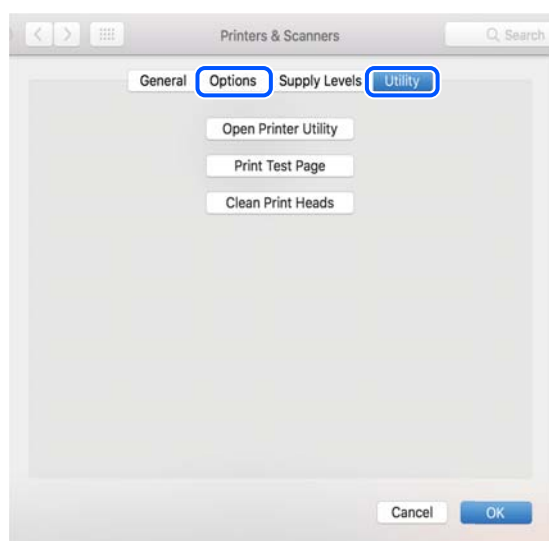 Printers & Scanners Search
General Options Supply Levels Utility
Open Printer Utility
Print Test Page
Clean Print Heads
Cancel OK